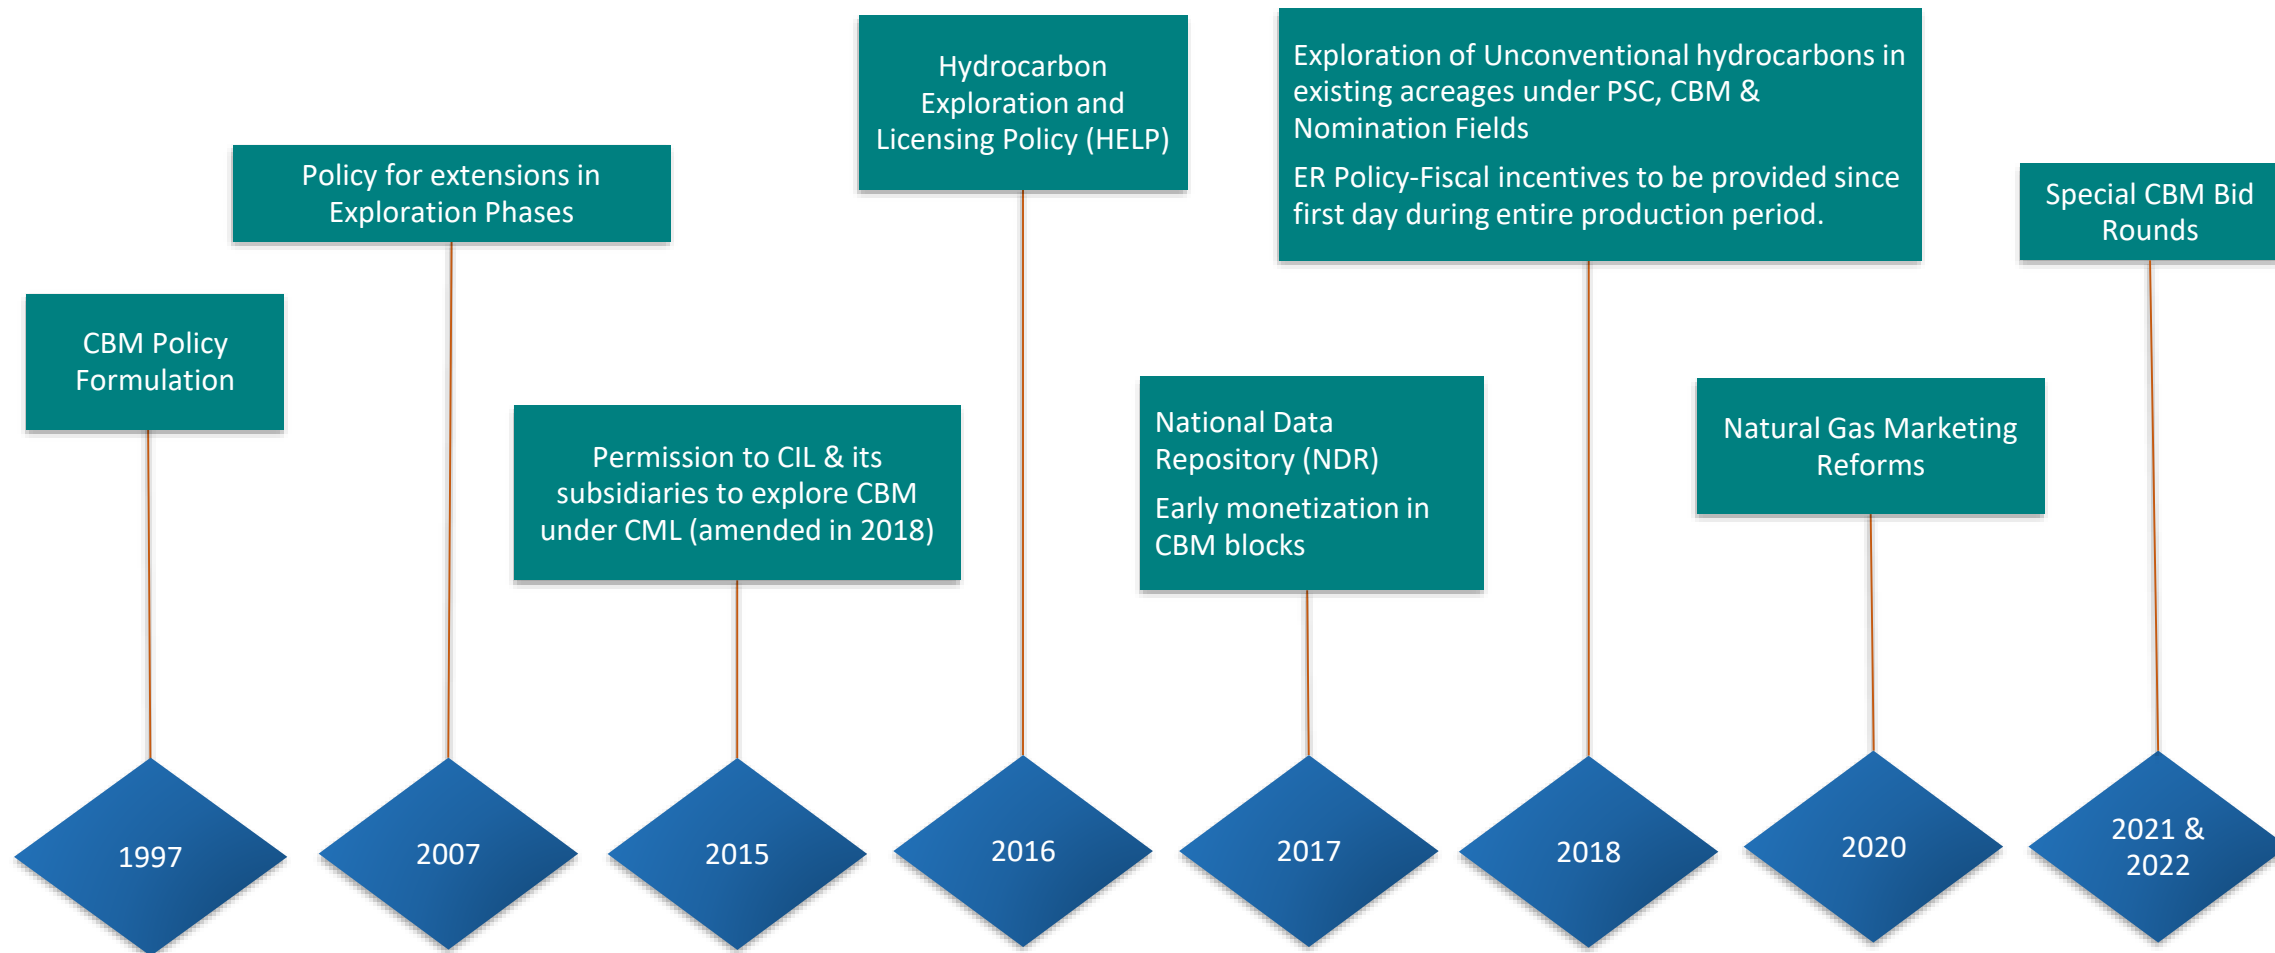 CBM Policy
Formulation
Policy for extensions in
Exploration Phases
Permission to CIL & its
subsidiaries to explore CBM
under CML (amended in 2018)
Hydrocarbon
Exploration and
Licensing Policy (HELP)
National Data
Repository (NDR)
Early monetization in
CBM blocks
Exploration of Unconventional hydrocarbons in
existing acreages under PSC, CBM &
Nomination Fields
ER Policy-Fiscal incentives to be provided since
first day during entire production period.
Natural Gas Marketing
Reforms
Special CBM Bid
Rounds
1997
2007
2015
2016
2017
2018
2020
2021 &
2022